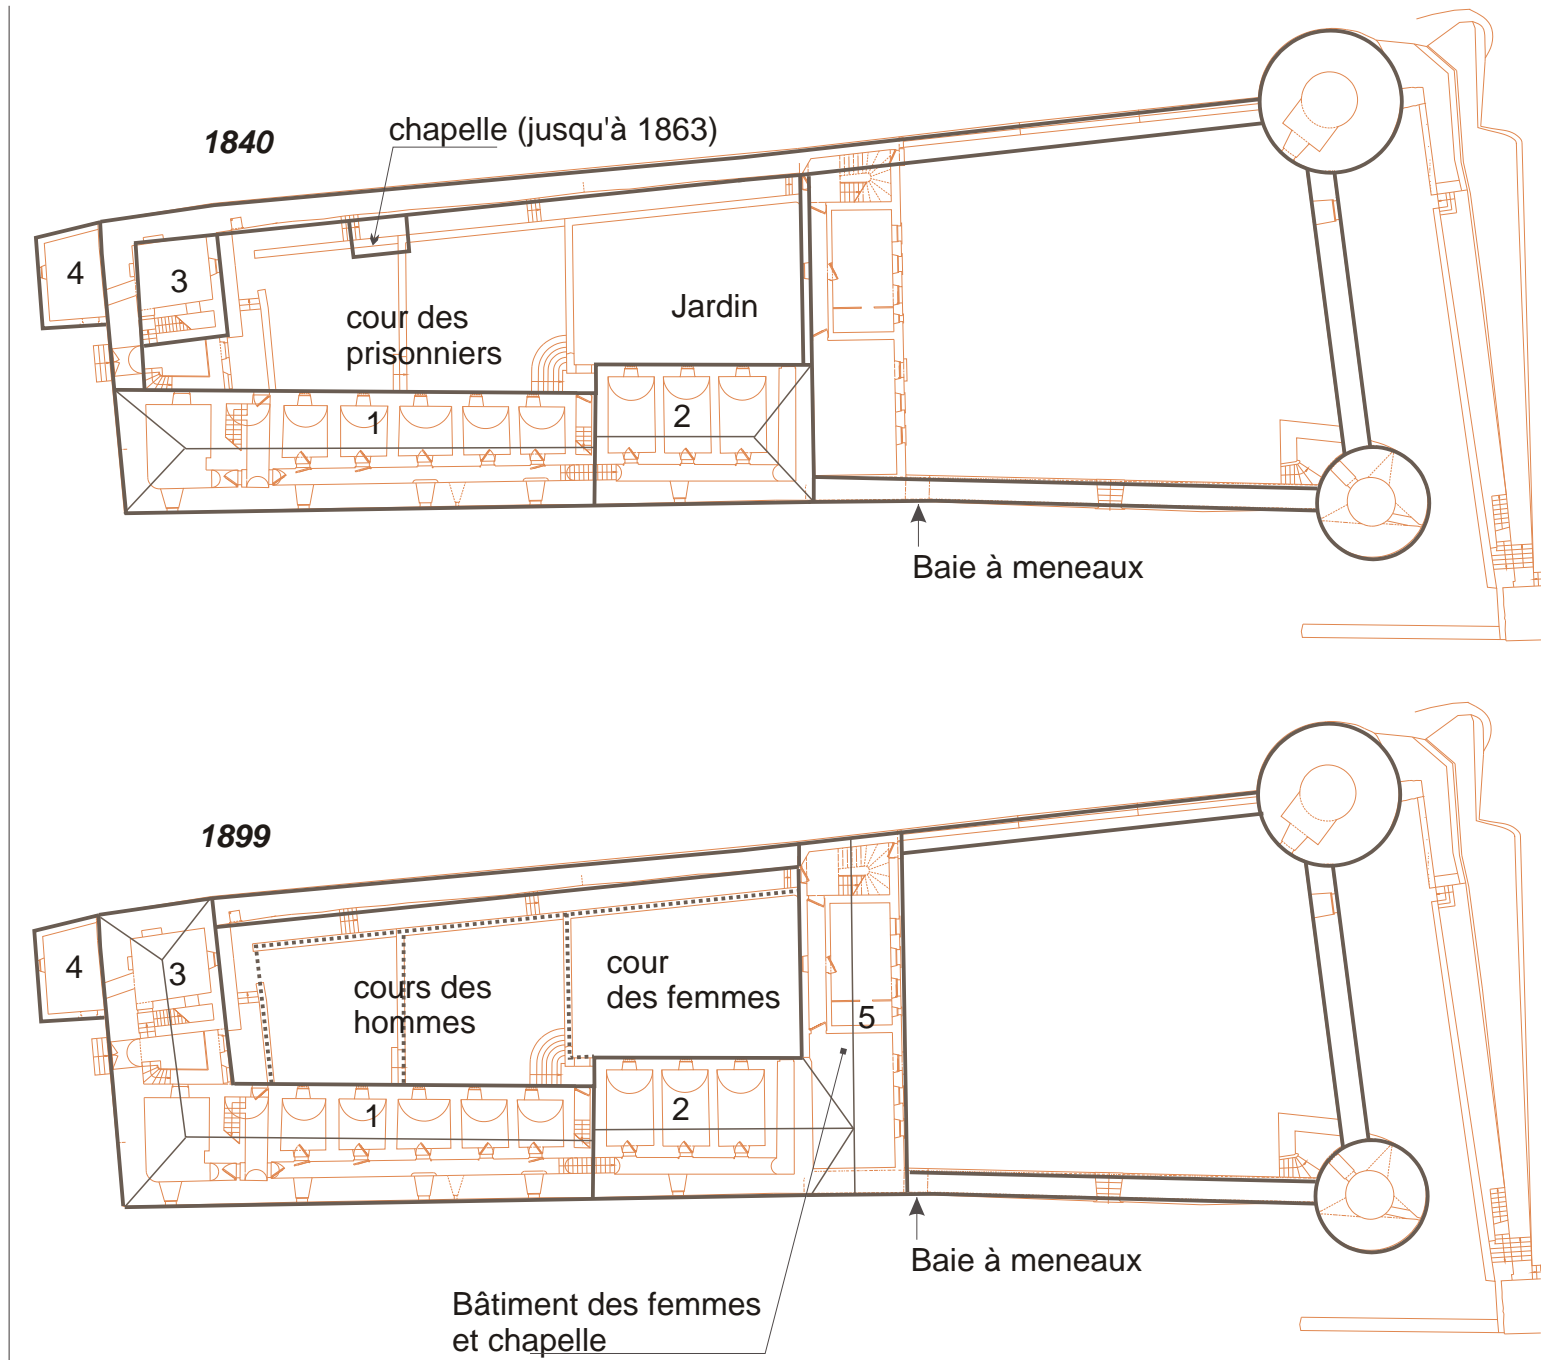 1840
chapelle (jusqu'à 1863)
4
3
cour des
prisonniers
Jardin
1
2
Baie à meneaux
1899
4
3
cours des
hommes
cour
des femmes
5
1
2
Baie à meneaux
Bâtiment des femmes
et chapelle